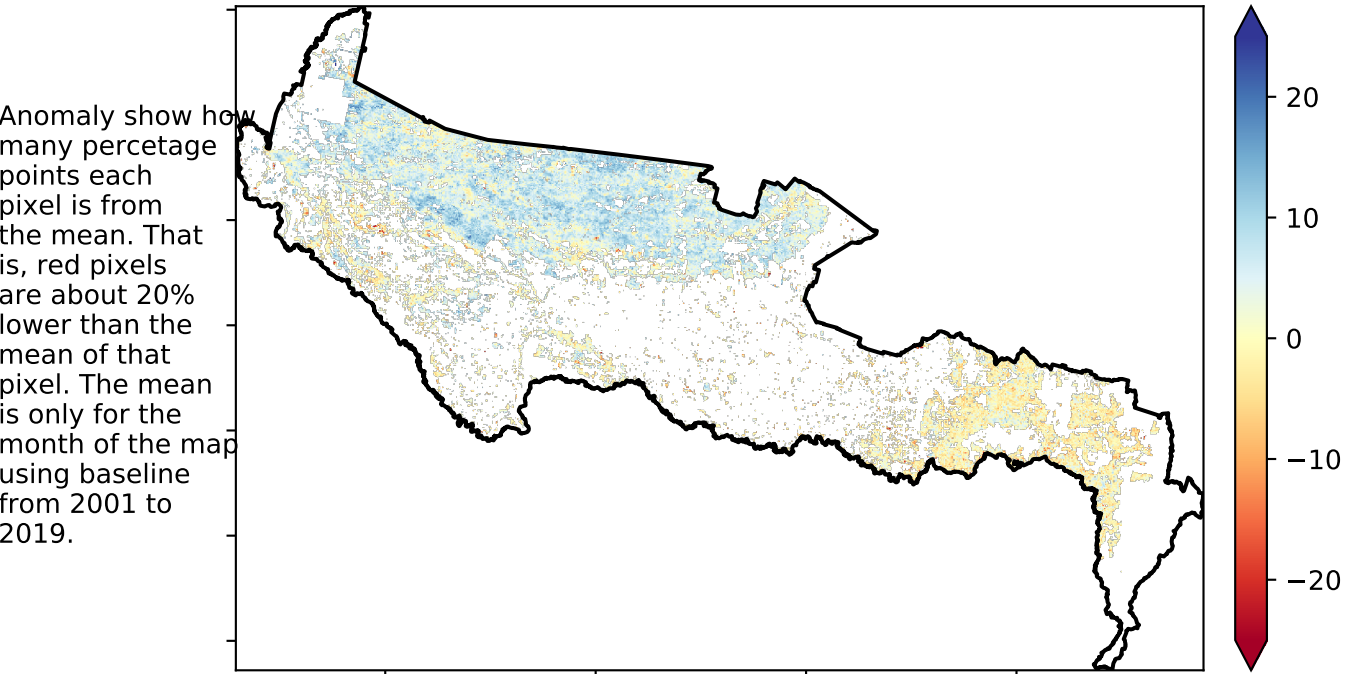 Anomaly show how
many percetage
points each
pixel is from
the mean. That
is, red pixels
are about 20%
lower than the
mean of that
pixel. The mean
is only for the
month of the map
using baseline
from 2001 to
2019.
20
10
0
−10
−20